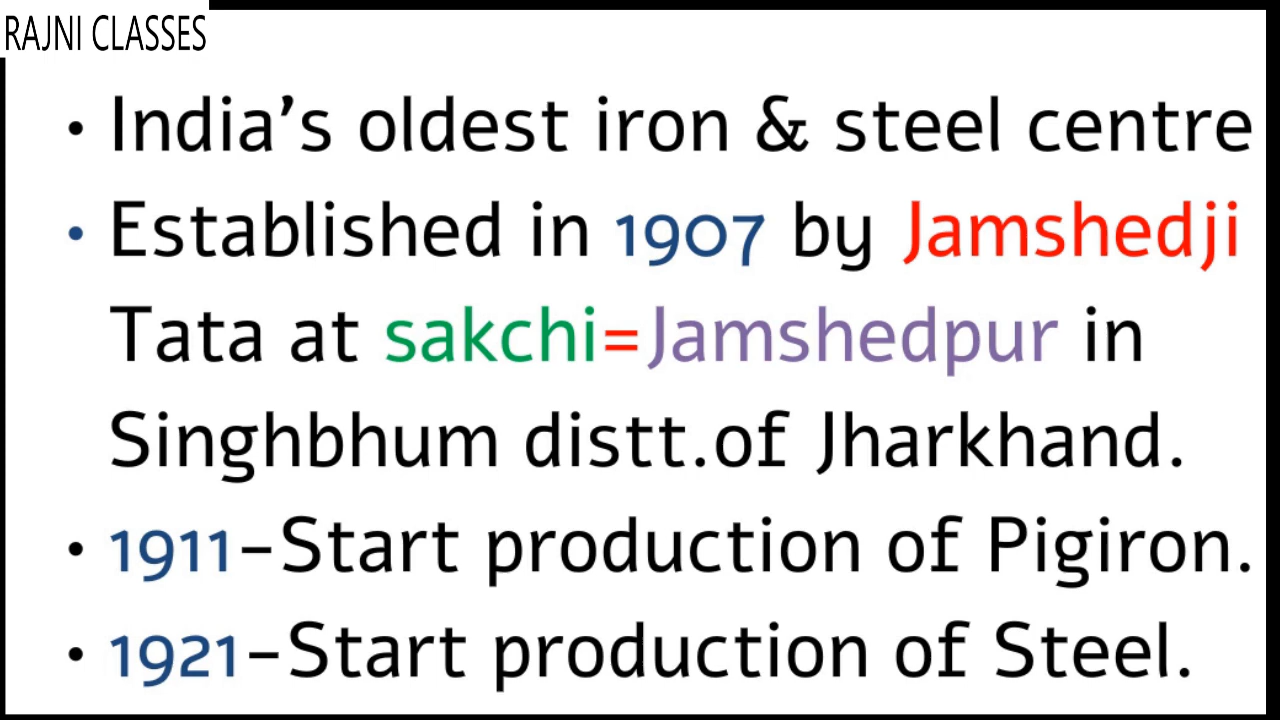 RAJNI CLASSES
• India's oldest iron & steel centre
• Established in 1907 by Jamshedji
Tata at sakchi=Jamshedpur in
Singhbhum distt.of Jharkhand.
• 1911-Start production of Pigiron.
• 1921-Start production of Steel.